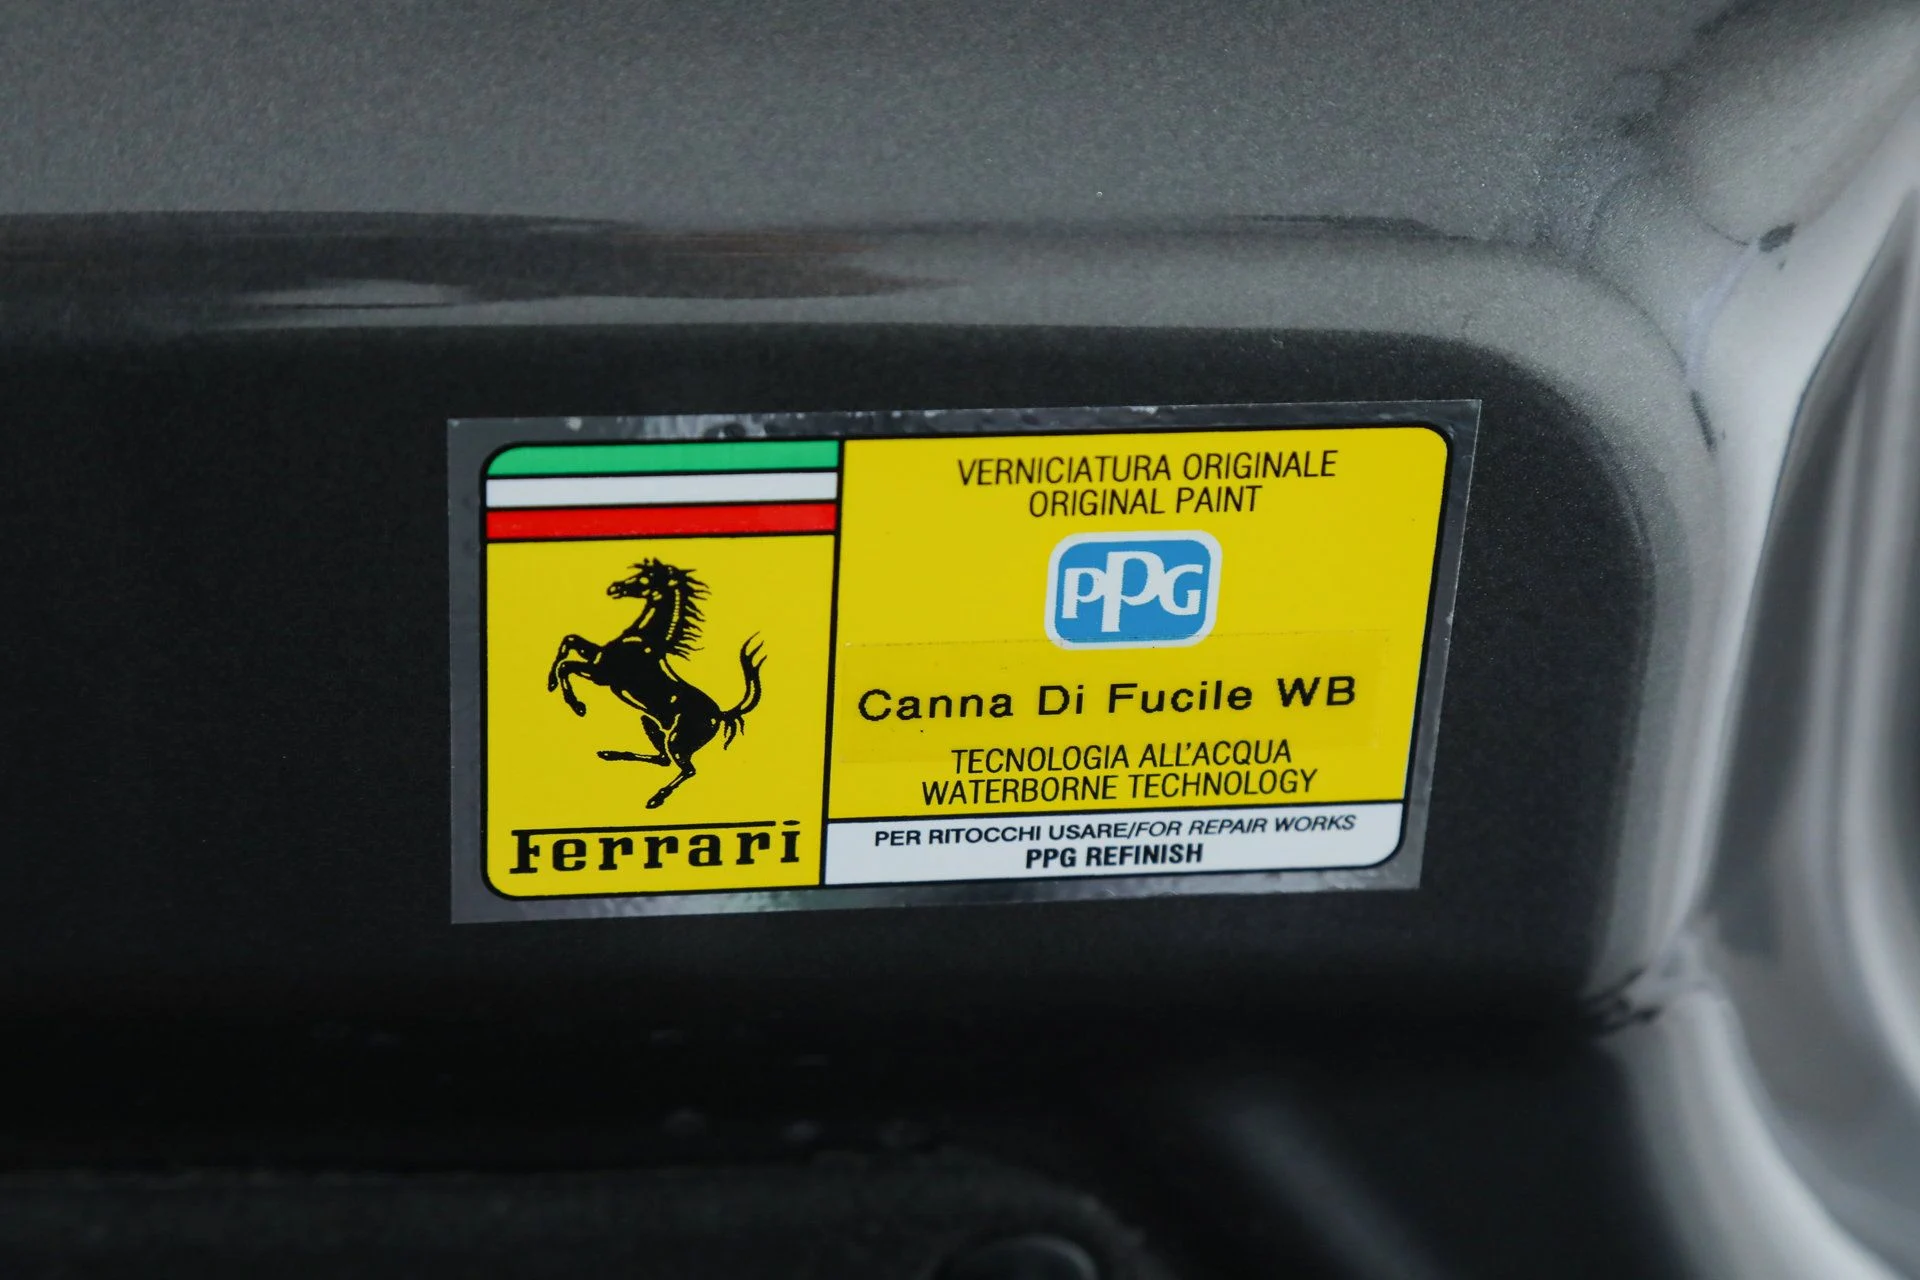 Ferrari
VERNICIATURA ORIGINALE
ORIGINAL PAINT
PPG
Canna Di Fucile WB
TECNOLOGIA ALL'ACQUA
WATERBORNE TECHNOLOGY
PER RITOCCHI USARE/FOR REPAIR WORKS
PPG REFINISH